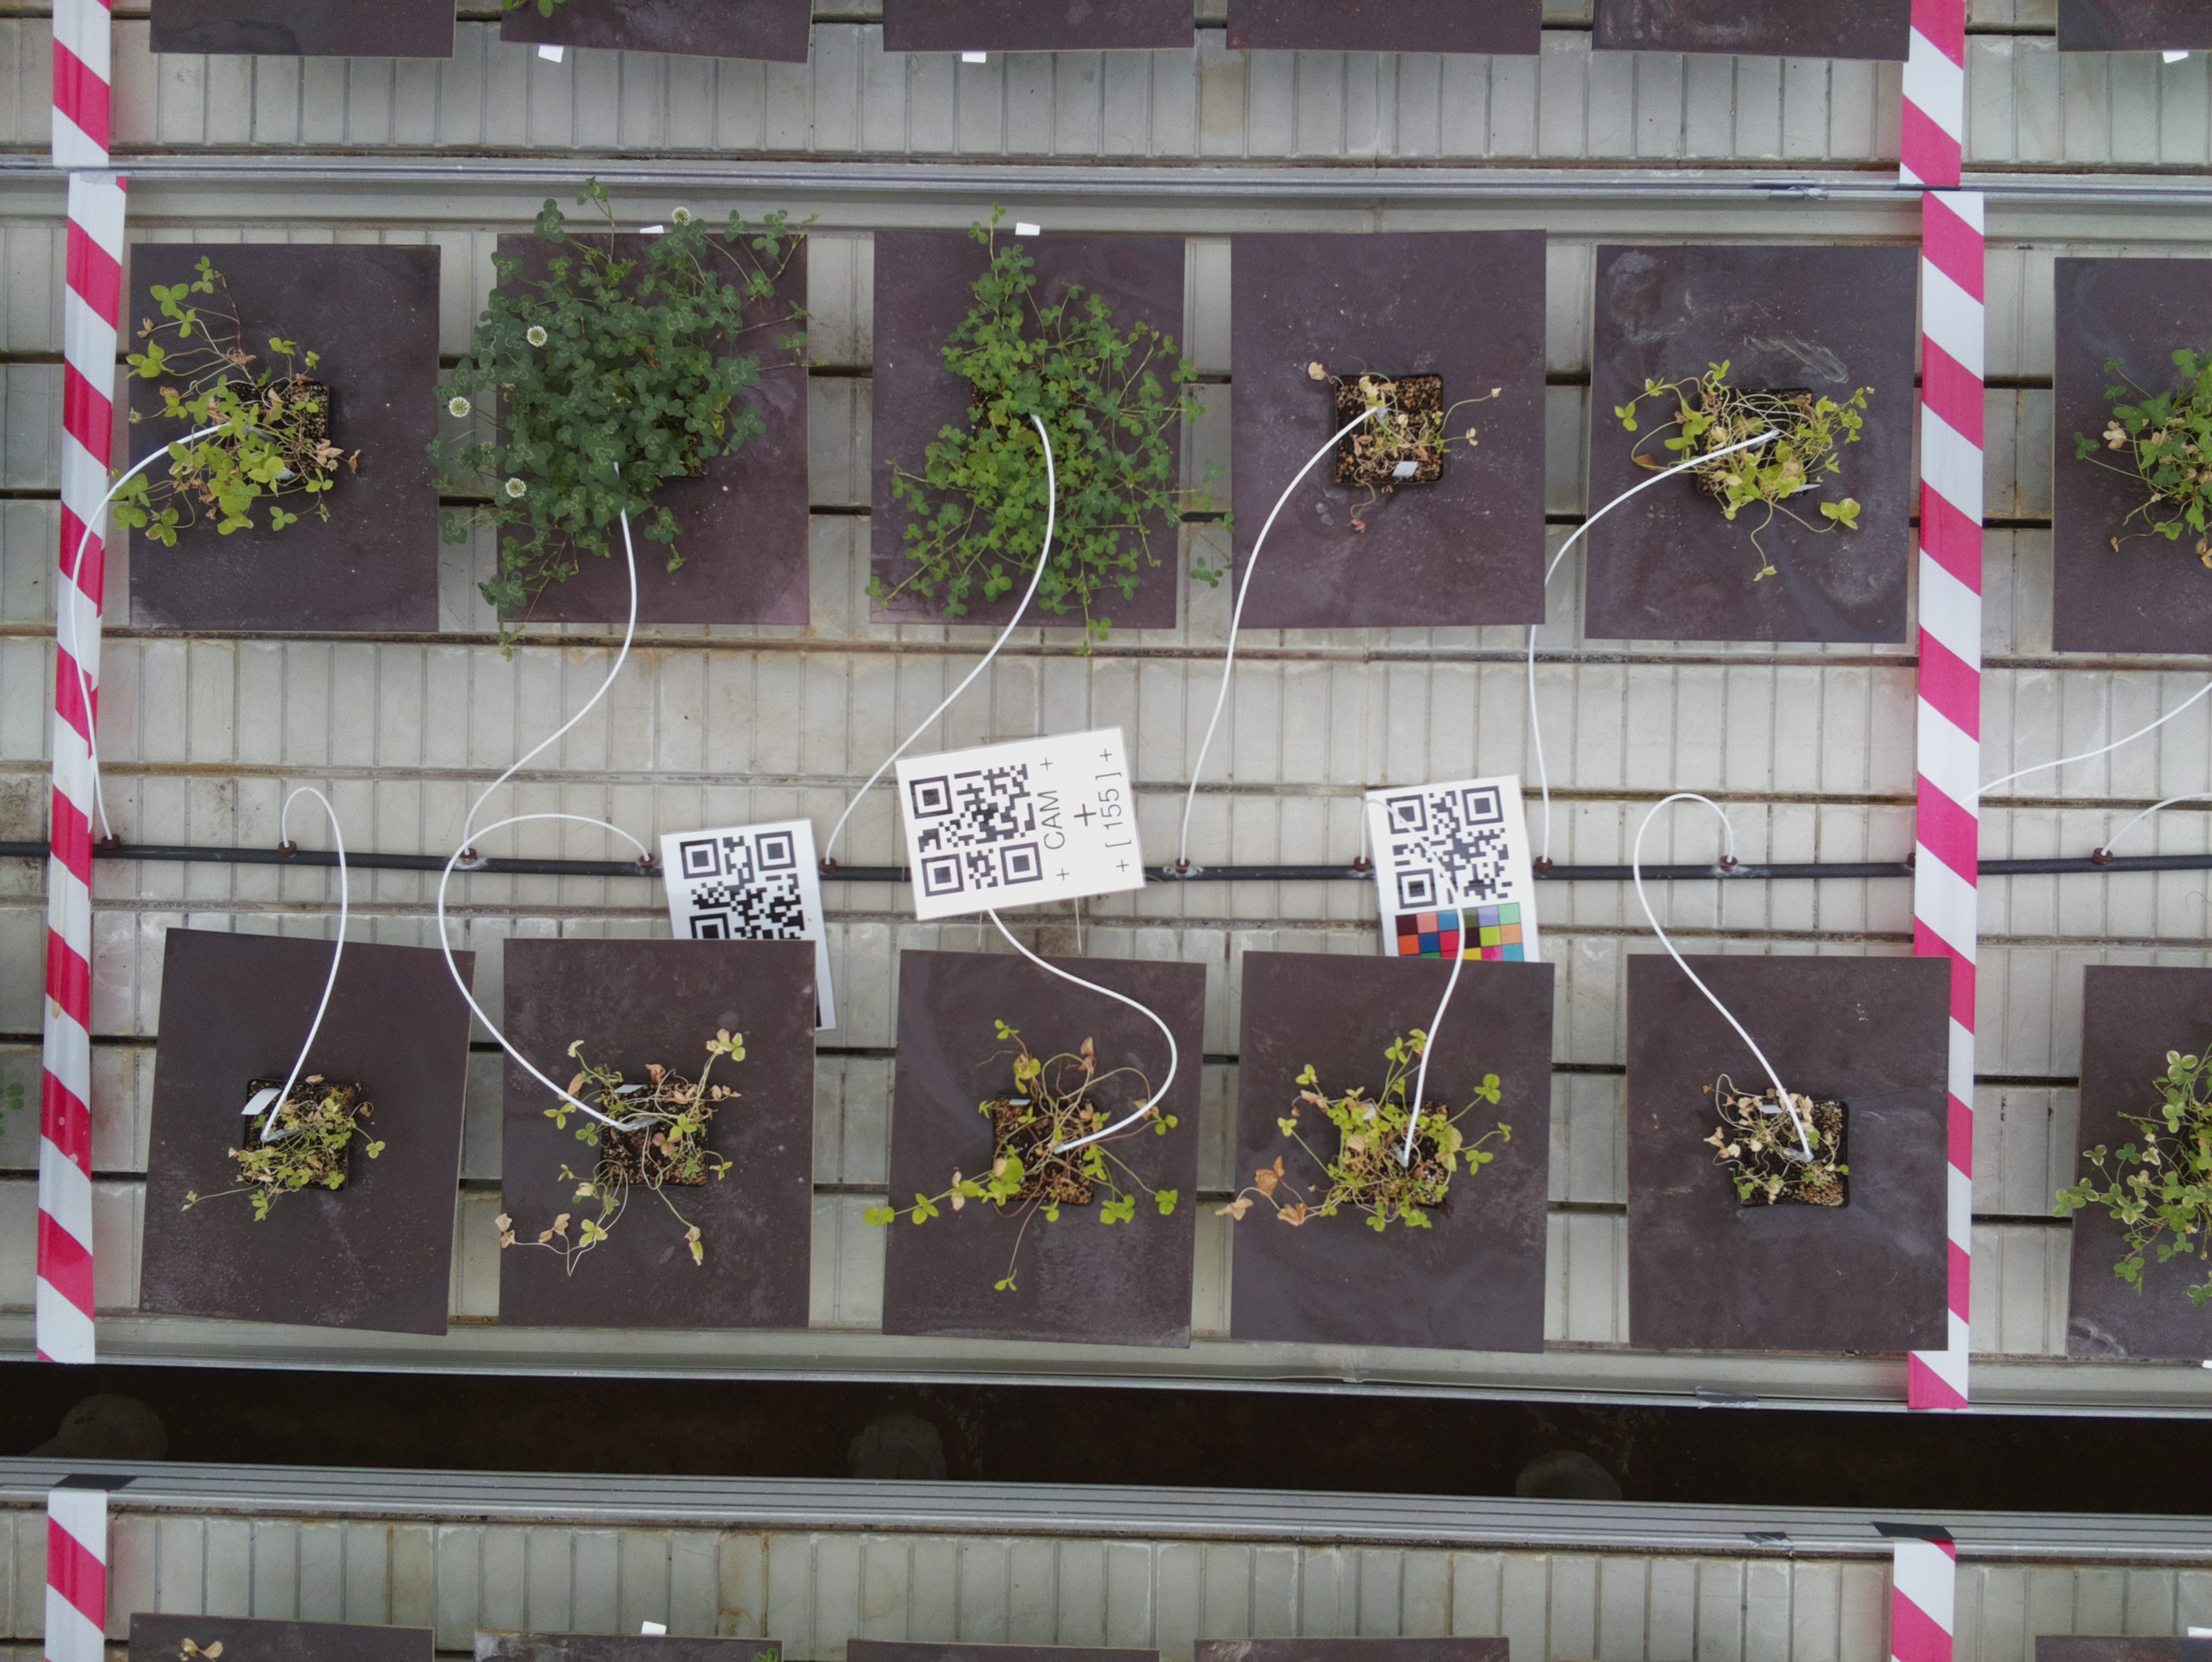 + CAM +
+
+ [ 155 ] +